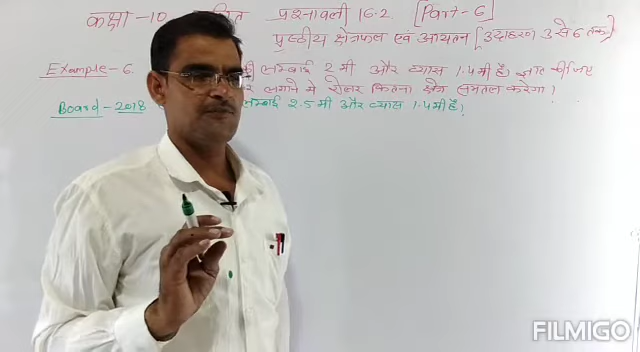 कक्षा -10 प्रश्नावली 16.2 [Part-6]
पृष्ठीय क्षेत्रफल एवं आयतन [उदाहरण 3 से 6 तक]
Example-6. लम्बाई 2 मी और व्यास 1.4 मी है। ज्ञात कीजिए
लगाने में रोलर कितना क्षेत्र समतल करेगा?
Board-2018 लम्बाई 2.5 मी और व्यास 1.4 मी है।
FILMIGO